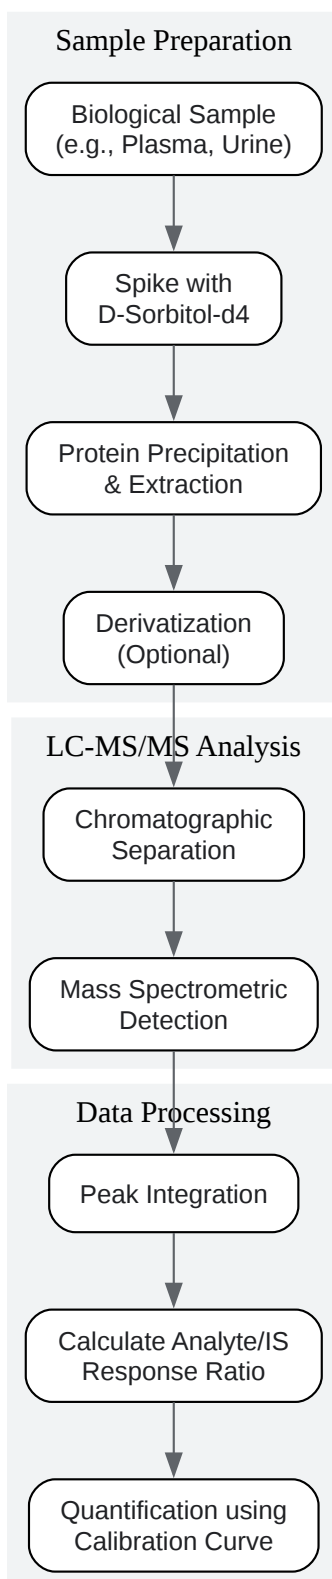 Sample Preparation
Biological Sample
(e.g., Plasma, Urine)
Spike with
D-Sorbitol-d4
Protein Precipitation
& Extraction
Derivatization
(Optional)
LC-MS/MS Analysis
Chromatographic
Separation
Mass Spectrometric
Detection
Data Processing
Peak Integration
Calculate Analyte/IS
Response Ratio
Quantification using
Calibration Curve